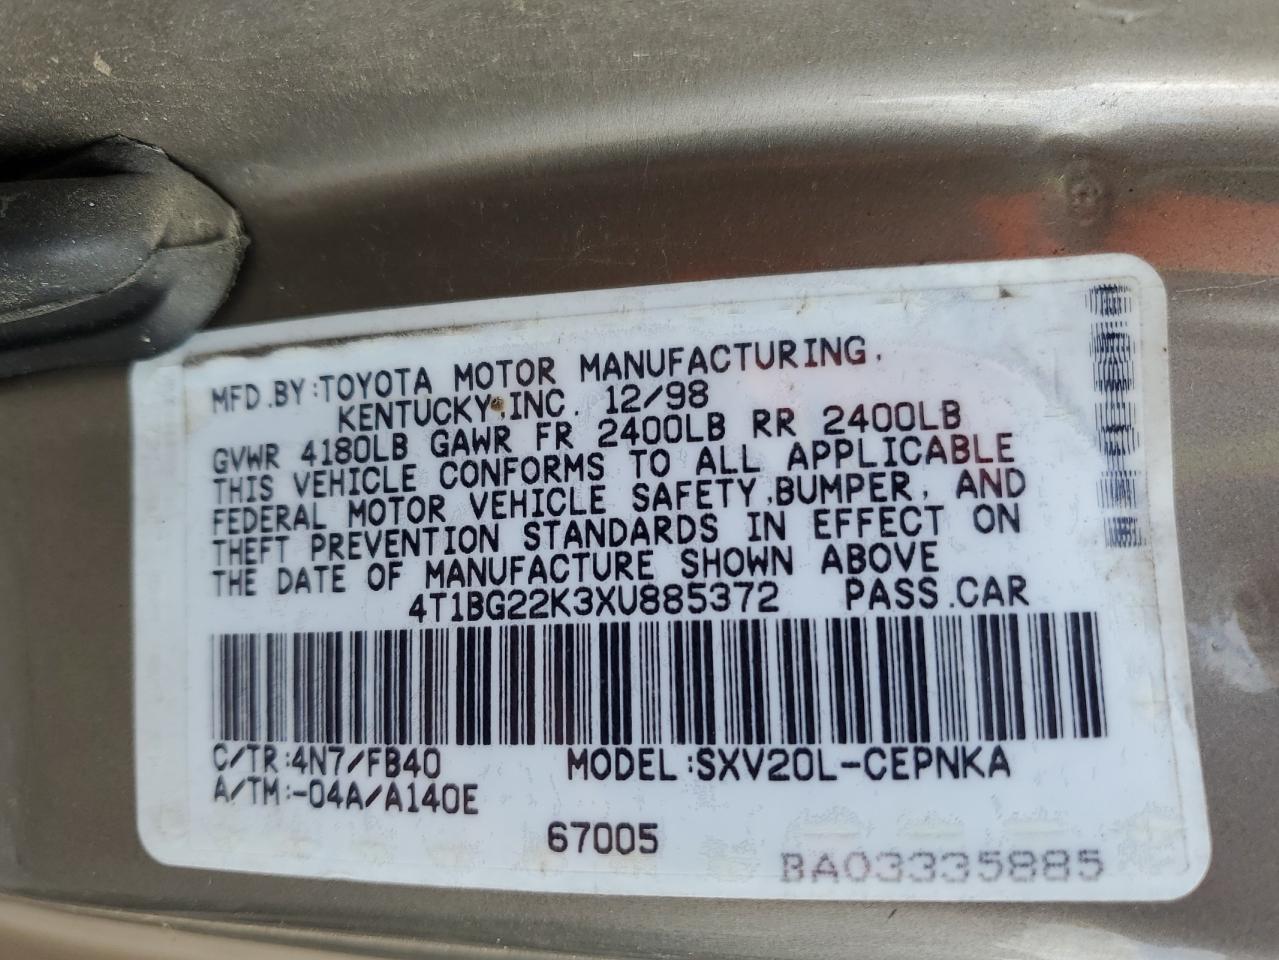 MFD.BY:TOYOTA MOTOR MANUFACTURING,
KENTUCKY,INC. 12/98
GVWR 4180LB GAWR FR 2400LB RR 2400LB
THIS VEHICLE CONFORMS TO ALL APPLICABLE
FEDERAL MOTOR VEHICLE SAFETY,BUMPER, AND
THEFT PREVENTION STANDARDS IN EFFECT ON
THE DATE OF MANUFACTURE SHOWN ABOVE
4T1BG22K3XU885372 PASS.CAR
C/TR:4N7/FB40 MODEL:SXV20L-CEPNKA
A/TM:-04A/A140E
67005
BA03335885